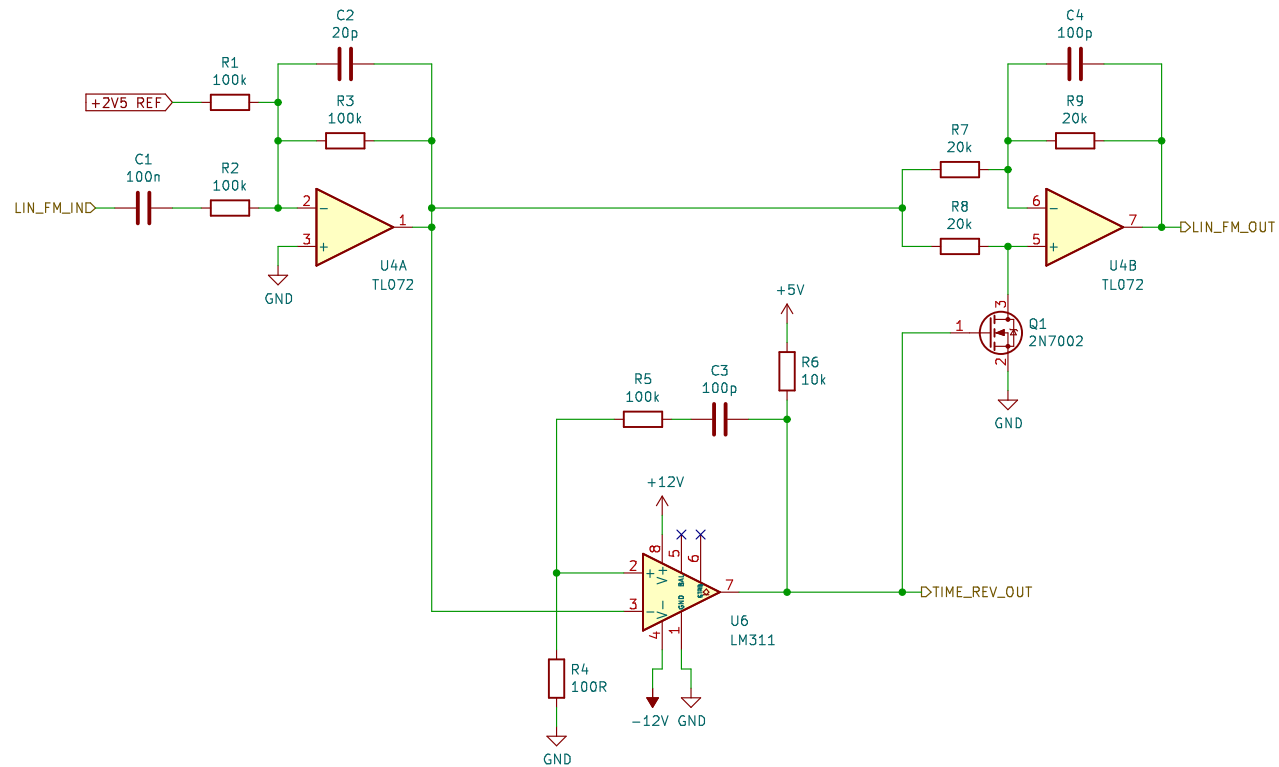 C2
20p
R1
100k
+2V5 REF
R3
100k
C1
100n
R2
100k
LIN_FM_IN
2
3
1
-
+
U4A
TL072
GND
C4
100p
R9
20k
R7
20k
R8
20k
6
5
7
-
+
LIN_FM_OUT
U4B
TL072
3
1
2
Q1
2N7002
GND
+5V
R6
10k
R5
100k
C3
100p
+12V
8
5
6
2
3
7
4
1
+
-
V+
V-
BAL
STRB
GND
U6
LM311
TIME_REV_OUT
R4
100R
-12V
GND
GND